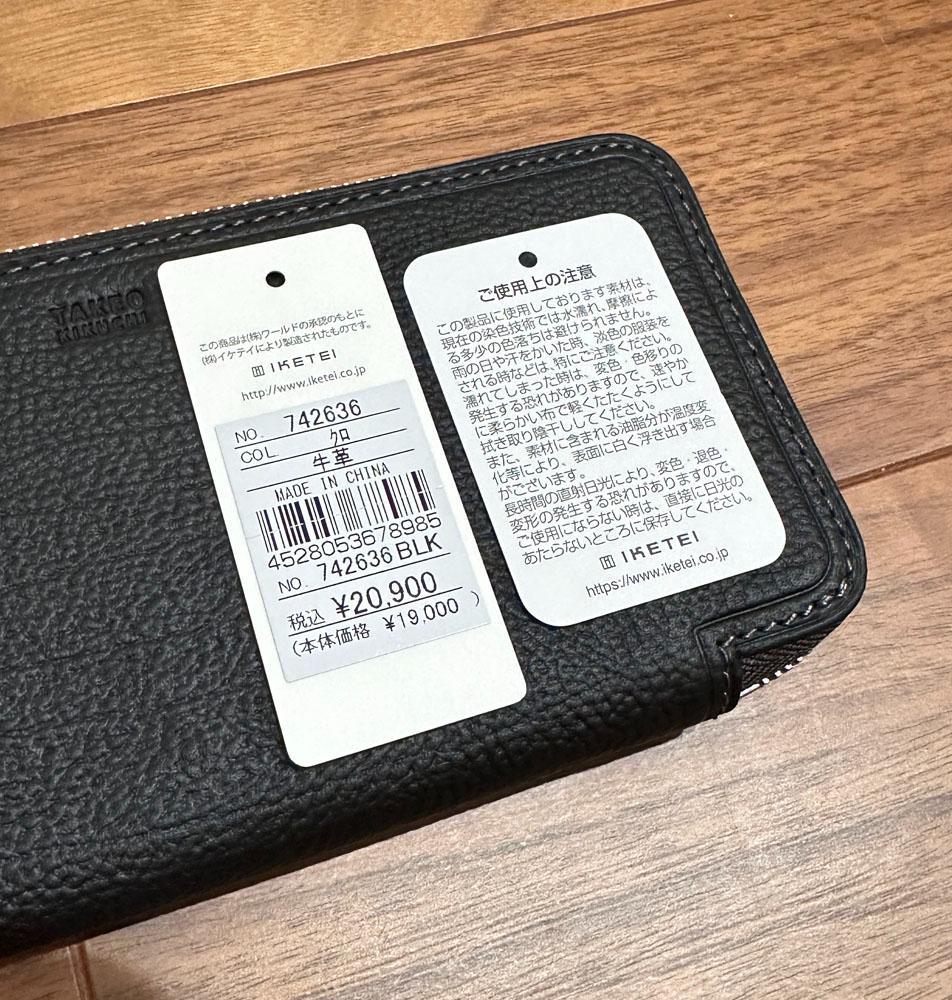 TAKEO
KIKUCHI
この商品は(株)ワールドの承認のもとに
(株)イケテイにより製造されたものです。
IKETEI
http://www.iketei.co.jp
NO. 742636
COL. クロ
牛革
MADE IN CHINA
4528053678985
NO. 742636 BLK
税込 ¥20,900
(本体価格 ¥19,000 )
ご使用上の注意
この製品に使用しております素材は、
現在の染色技術では水濡れ、摩擦によ
る多少の色落ちは避けられません。
雨の日や汗をかいた時、淡色の服装を
される時などは、特にご注意ください。
濡れてしまった時は、変色・色移りの
発生する恐れがありますので、速やか
に柔らかい布で軽くたたくようにして
拭き取り陰干ししてください。
また、素材に含まれる油脂分が温度変
化等により、表面に白く浮き出す場合
がございます。
長時間の直射日光により、変色・退色・
変形の発生する恐れがありますので、
ご使用にならない時は、直接に日光の
あたらないところに保存してください。
IKETEI
https://www.iketei.co.jp